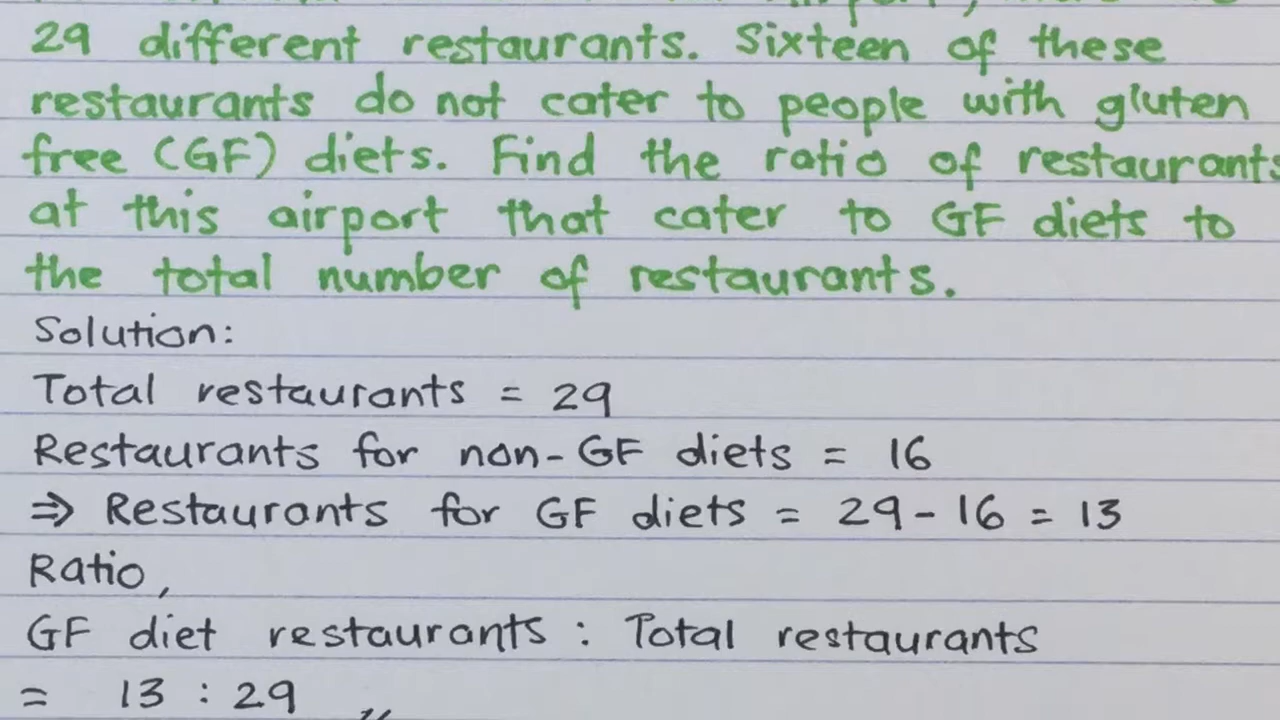 29 different restaurants. Sixteen of these
restaurants do not cater to people with gluten
free (GF) diets. Find the ratio of restaurants
at this airport that cater to GF diets to
the total number of restaurants.
Solution:
Total restaurants = 29
Restaurants for non-GF diets = 16
⇒ Restaurants for GF diets = 29 - 16 = 13
Ratio,
GF diet restaurants : Total restaurants
= 13 : 29